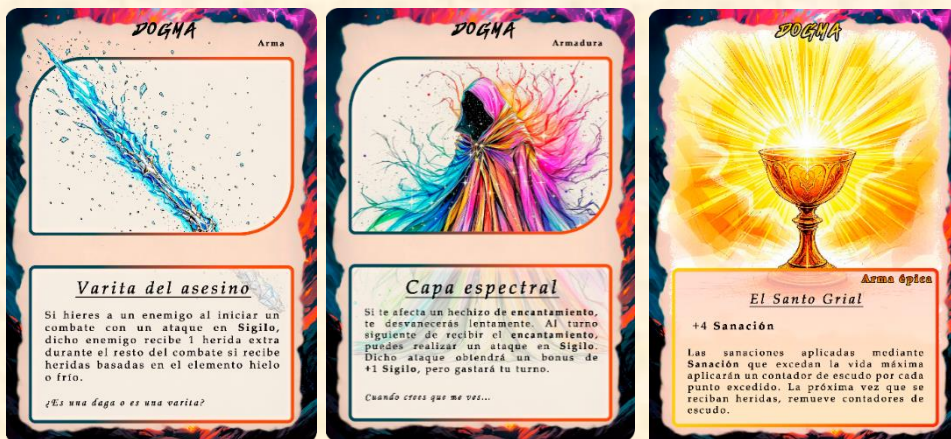 DOGMA
Arma
Varita del asesino
Si hieres a un enemigo al iniciar un
combate con un ataque en Sigilo,
dicho enemigo recibe 1 herida extra
durante el resto del combate si recibe
heridas basadas en el elemento hielo
o frío.
¿Es una daga o es una varita?
DOGMA
Armadura
Capa espectral
Si te afecta un hechizo de encantamiento,
te desvanecerás lentamente. Al turno
siguiente de recibir el encantamiento,
puedes realizar un ataque en Sigilo.
Dicho ataque obtendrá un bonus de
+1 Sigilo, pero gastará tu turno.
Cuando crees que me ves...
DOGMA
Arma épica
El Santo Grial
+4 Sanación
Las sanaciones aplicadas mediante
Sanación que excedan la vida máxima
aplicarán un contador de escudo por cada
punto excedido. La próxima vez que se
reciban heridas, remueve contadores de
escudo.